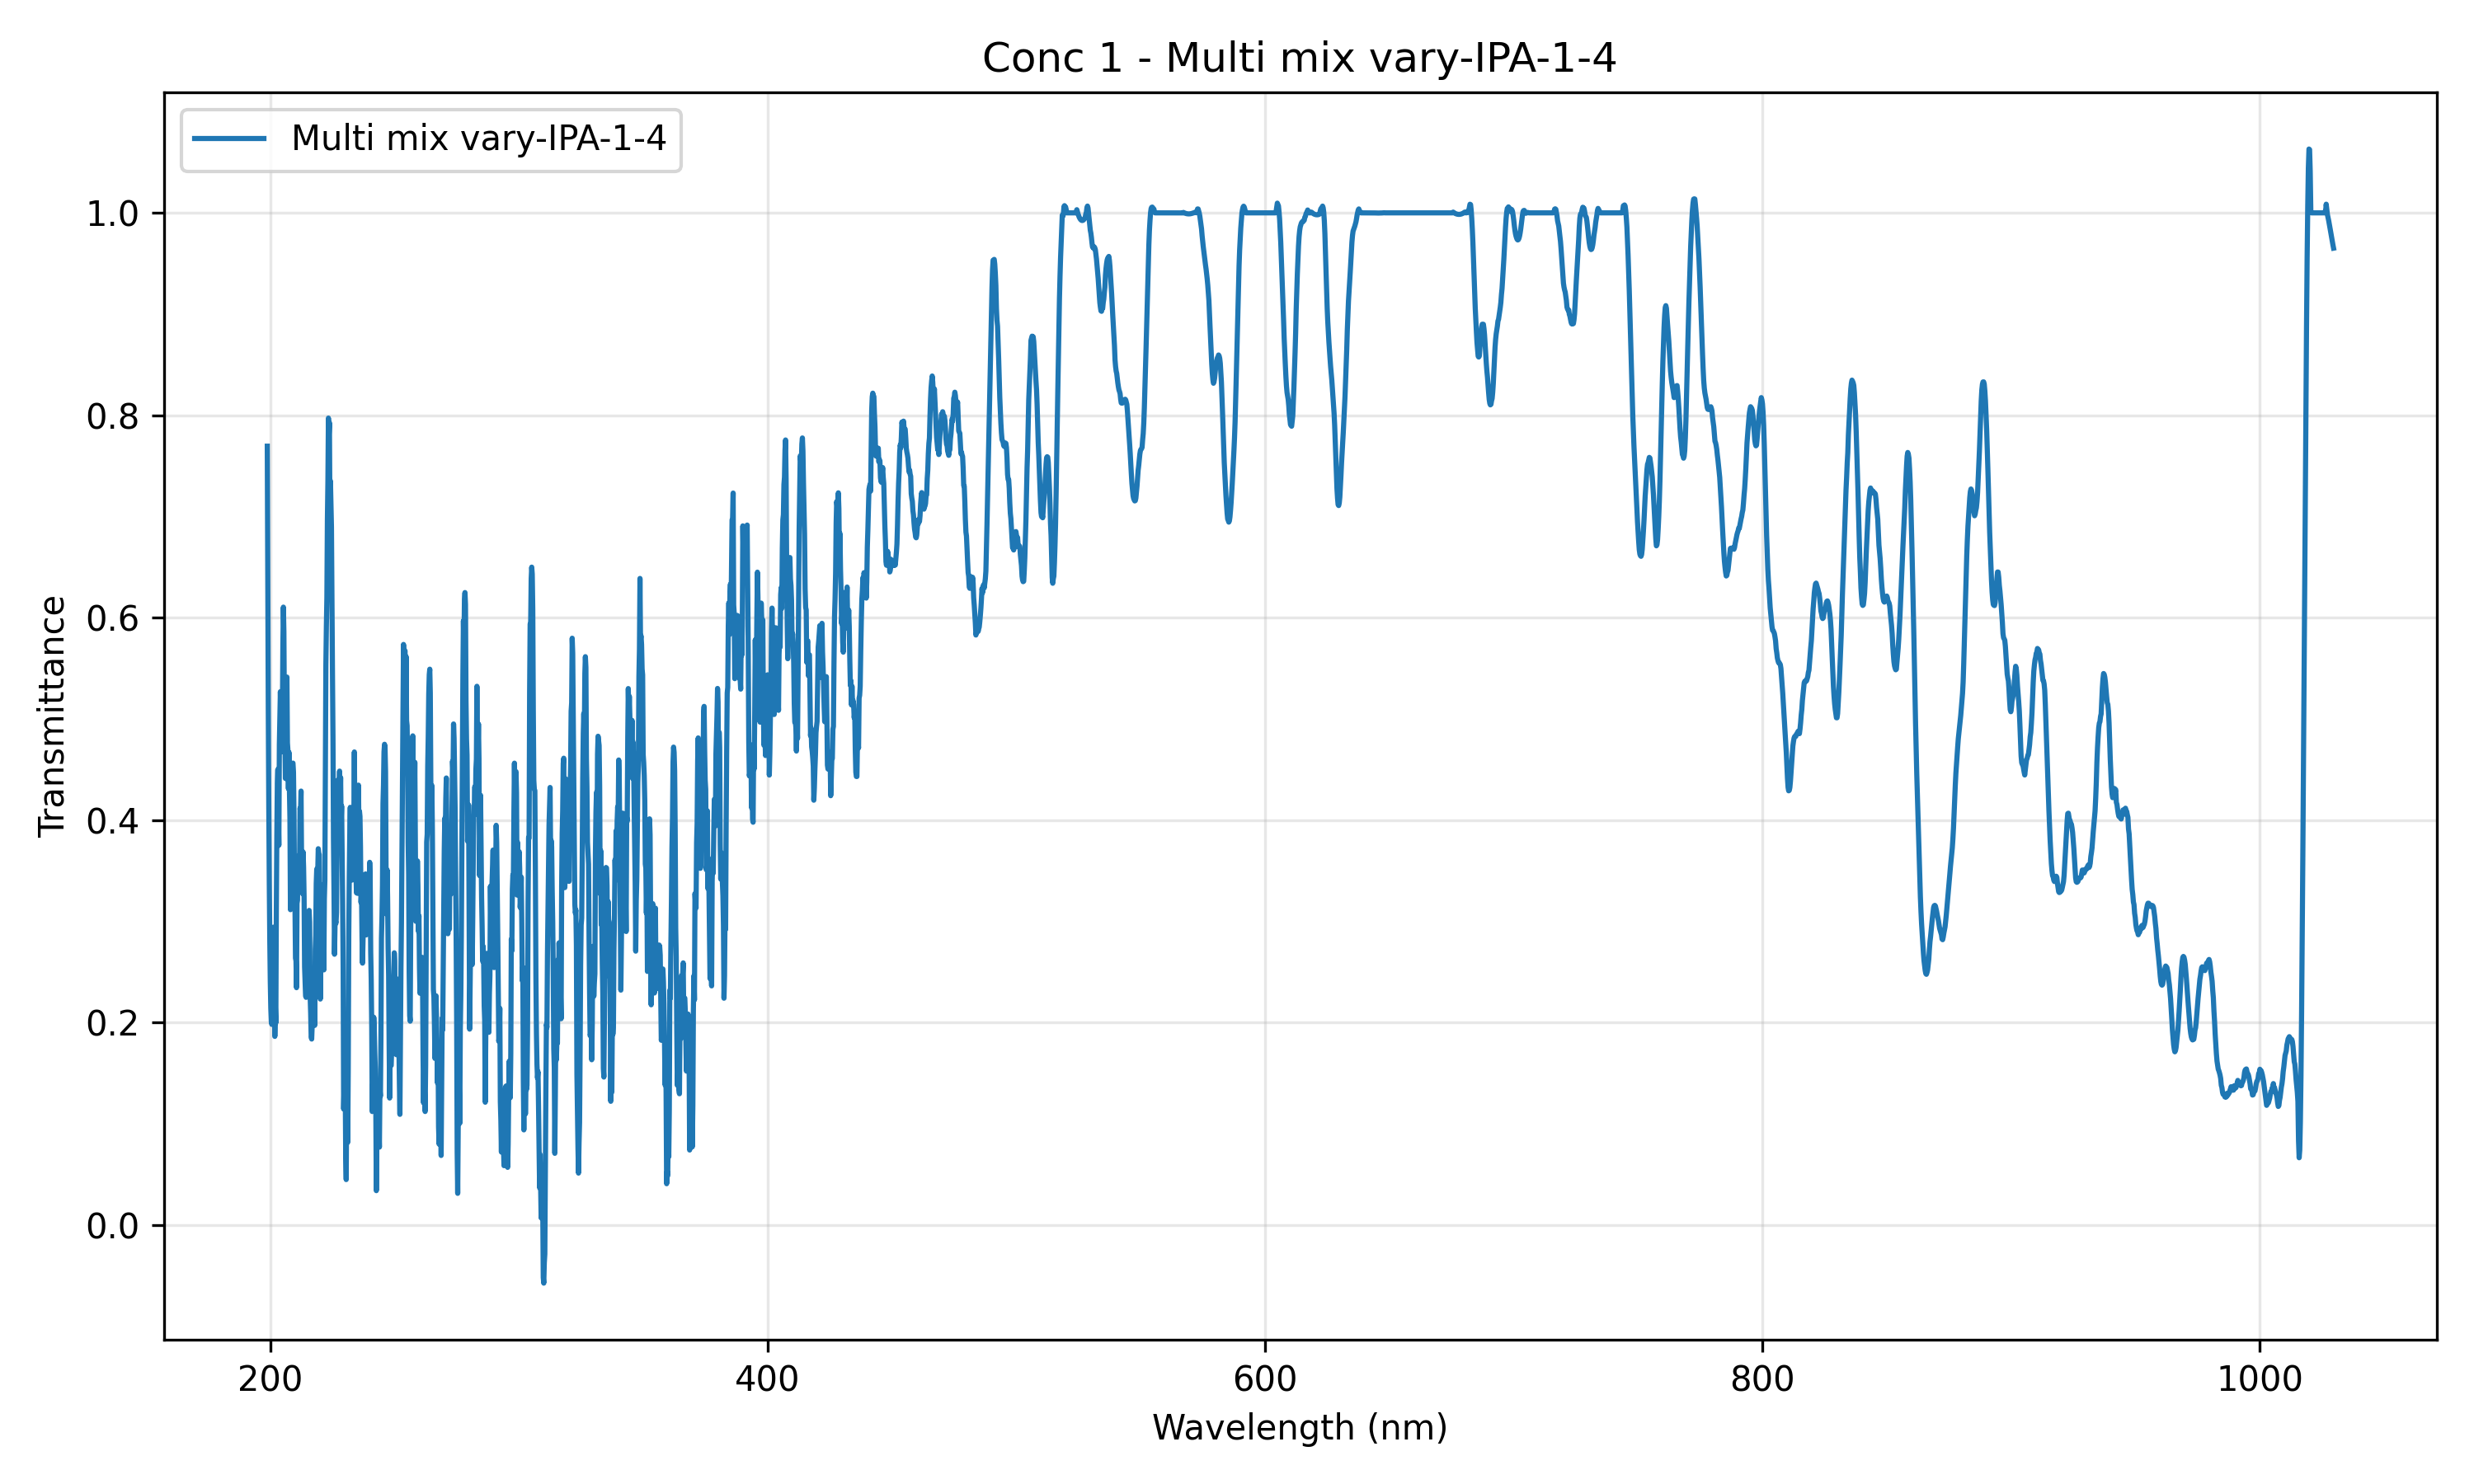 Conc 1 - Multi mix vary-IPA-1-4
Multi mix vary-IPA-1-4
1.0
0.8
0.6
0.4
0.2
0.0
Transmittance
200 400 600 800 1000
Wavelength (nm)